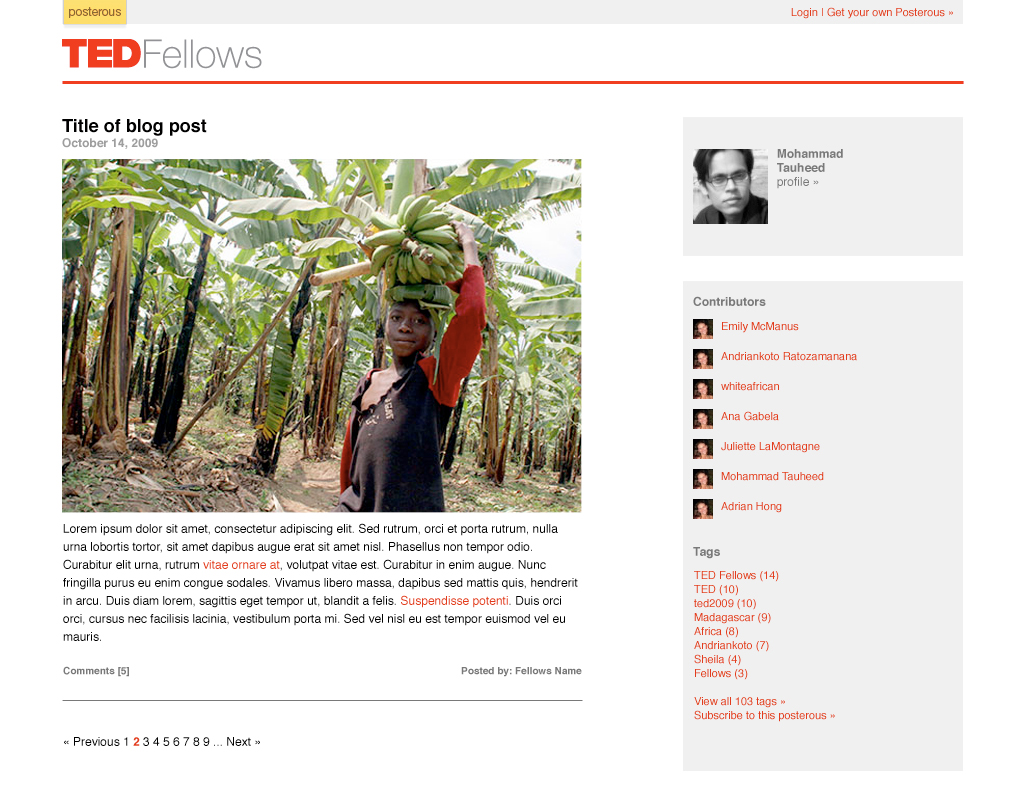 posterous
Login | Get your own Posterous »
TEDFellows
Title of blog post
October 14, 2009
Lorem ipsum dolor sit amet, consectetur adipiscing elit. Sed rutrum, orci et porta rutrum, nulla
urna lobortis tortor, sit amet dapibus augue erat sit amet nisl. Phasellus non tempor odio.
Curabitur elit urna, rutrum vitae ornare at, volutpat vitae est. Curabitur in enim augue. Nunc
fringilla purus eu enim congue sodales. Vivamus libero massa, dapibus sed mattis quis, hendrerit
in arcu. Duis diam lorem, sagittis eget tempor ut, blandit a felis. Suspendisse potenti. Duis orci
orci, cursus nec facilisis lacinia, vestibulum porta mi. Sed vel nisl eu est tempor euismod vel eu
mauris.
Comments [5]
Posted by: Fellows Name
« Previous 1 2 3 4 5 6 7 8 9 ... Next »
Mohammad
Tauheed
profile »
Contributors
Emily McManus
Andriankoto Ratozamanana
whiteafrican
Ana Gabela
Juliette LaMontagne
Mohammad Tauheed
Adrian Hong
Tags
TED Fellows (14)
TED (10)
ted2009 (10)
Madagascar (9)
Africa (8)
Andriankoto (7)
Sheila (4)
Fellows (3)
View all 103 tags »
Subscribe to this posterous »